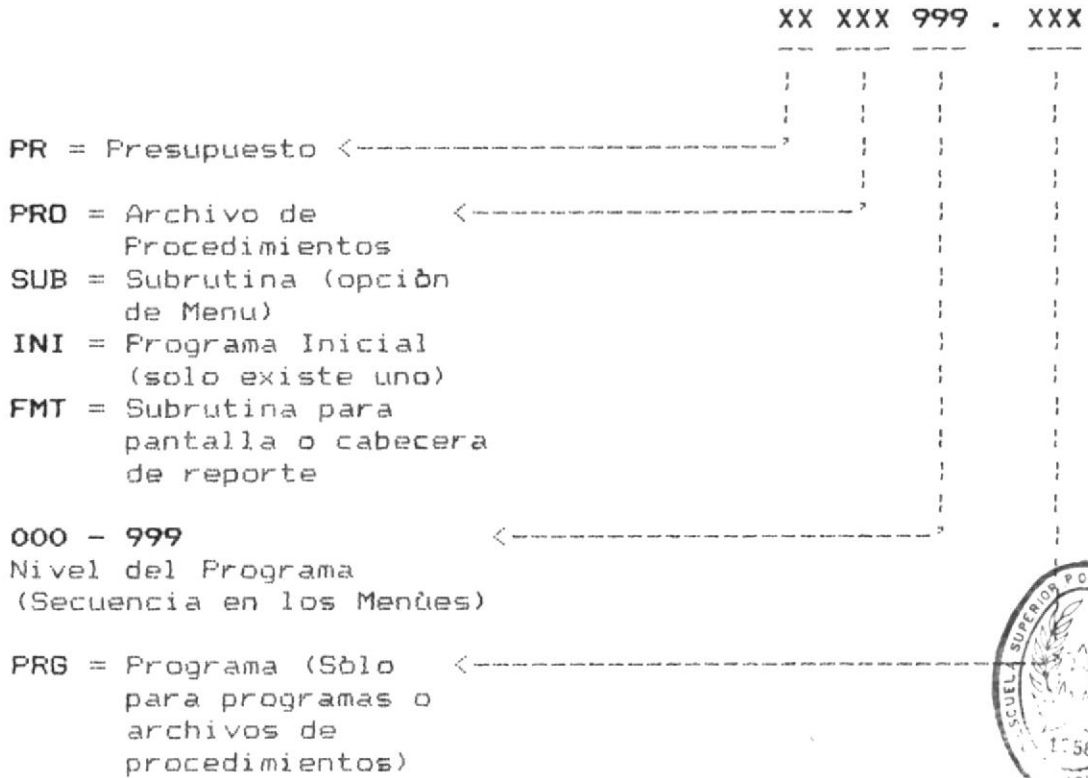 XX XXX 999 . XXX
PR = Presupuesto <
PRO = Archivo de <
Procedimientos
SUB = Subrutina (opciòn
de Menu)
INI = Programa Inicial
(solo existe uno)
FMT = Subrutina para
pantalla o cabecera
de reporte
000 - 999 <
Nivel del Programa
(Secuencia en los Menùes)
PRG = Programa (Sòlo <
para programas o
archivos de
procedimientos)
SUPERIOR